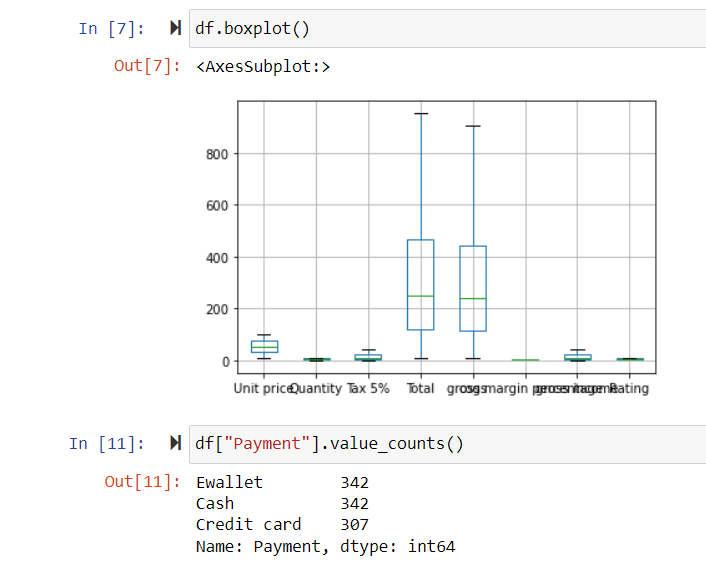 In [7]: df.boxplot()
Out[7]: <AxesSubplot:>
800
600
400
200
0
Unit price Quantity Tax 5% Total cogs gross margin percentage gross income Rating
In [11]: df["Payment"].value_counts()
Out[11]: Ewallet 342
Cash 342
Credit card 307
Name: Payment, dtype: int64